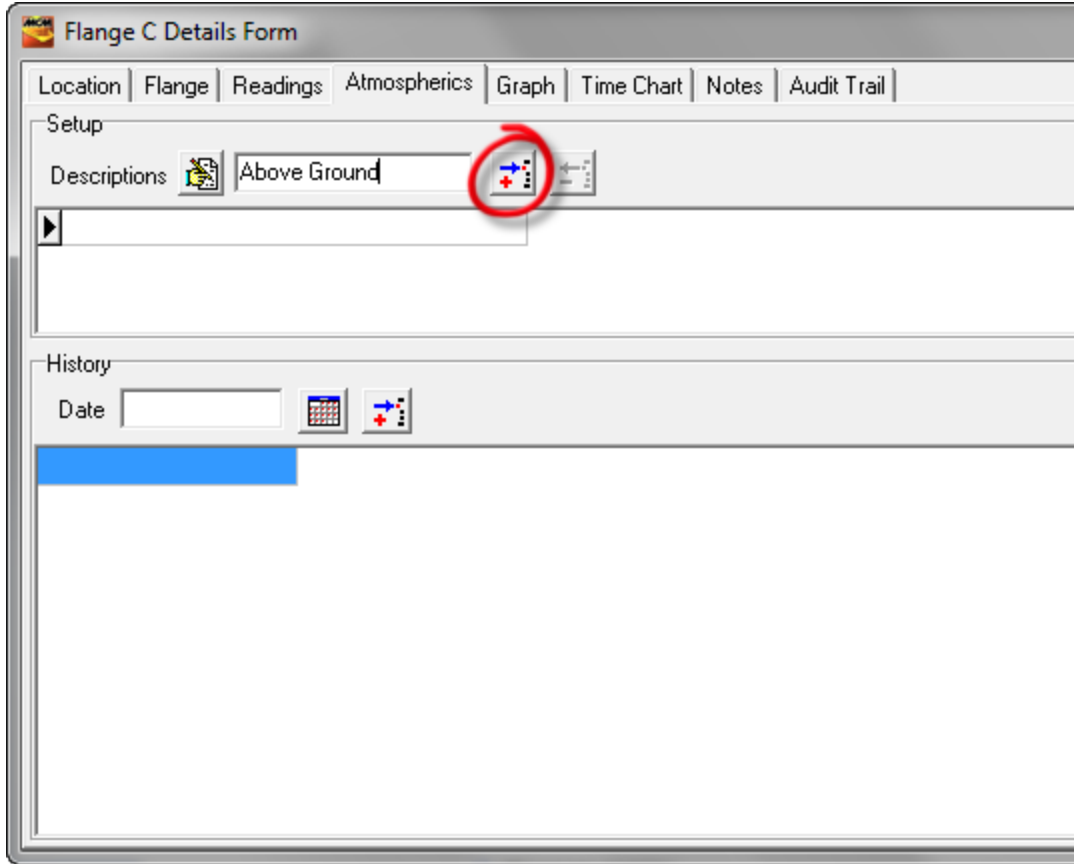 MCM
Flange C Details Form
Location Flange Readings Atmospherics Graph Time Chart Notes Audit Trail
Setup
Descriptions Above Ground
History
Date